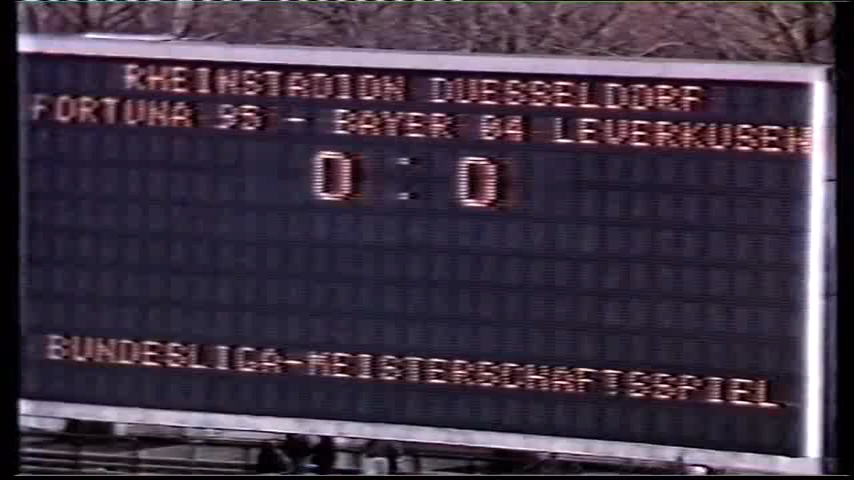 RHEINSTADION DUESSELDORF
FORTUNA 95 - BAYER 04 LEVERKUSEN
0 : 0
BUNDESLIGA-MEISTERSCHAFTSSPIEL